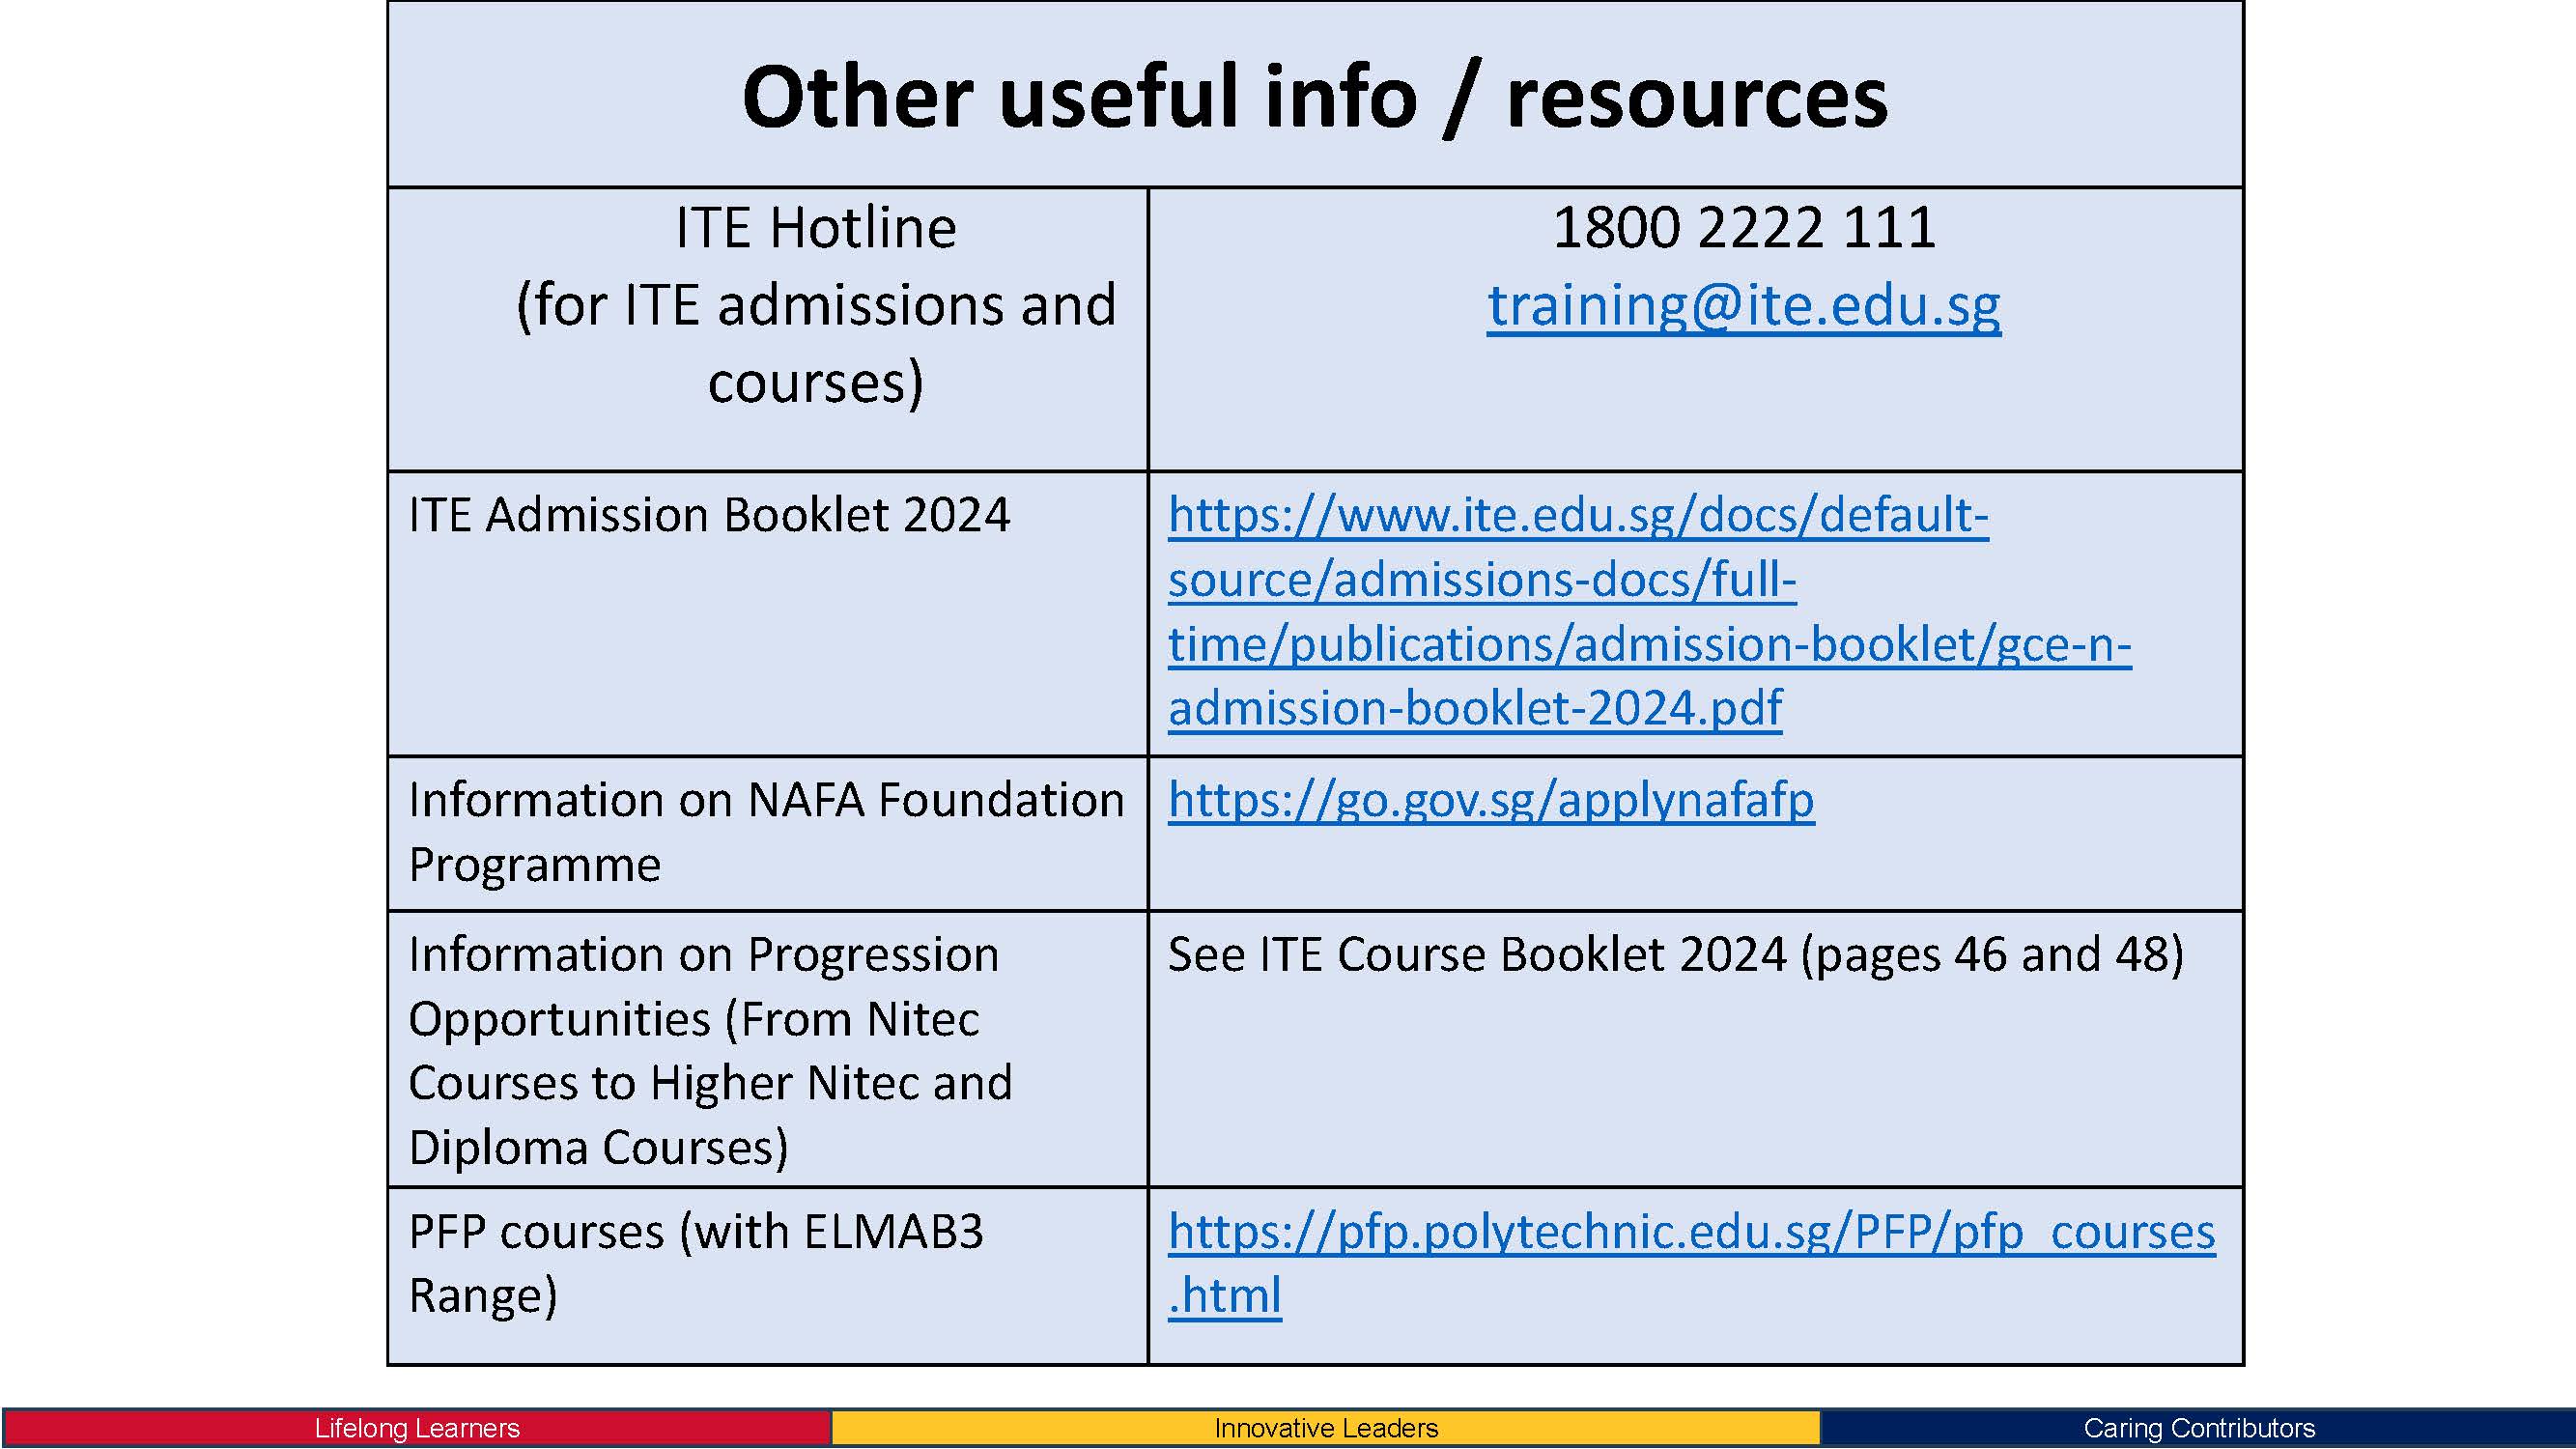 Other useful info / resources
ITE Hotline
(for ITE admissions and
courses)
1800 2222 111
training@ite.edu.sg
ITE Admission Booklet 2024
https://www.ite.edu.sg/docs/default-
source/admissions-docs/full-
time/publications/admission-booklet/gce-n-
admission-booklet-2024.pdf
Information on NAFA Foundation
Programme
https://go.gov.sg/applynafafp
Information on Progression
Opportunities (From Nitec
Courses to Higher Nitec and
Diploma Courses)
See ITE Course Booklet 2024 (pages 46 and 48)
PFP courses (with ELMAB3
Range)
https://pfp.polytechnic.edu.sg/PFP/pfp_courses
.html
Lifelong Learners
Innovative Leaders
Caring Contributors